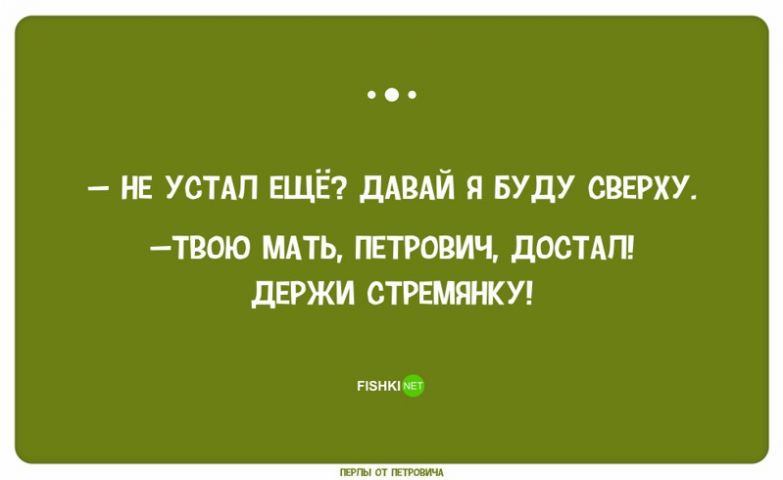 – НЕ УСТАЛ ЕЩЁ? ДАВАЙ Я БУДУ СВЕРХУ.
–ТВОЮ МАТЬ, ПЕТРОВИЧ, ДОСТАЛ!
ДЕРЖИ СТРЕМЯНКУ!
FISHKI NET
ПЕРЛЫ ОТ ПЕТРОВИЧА